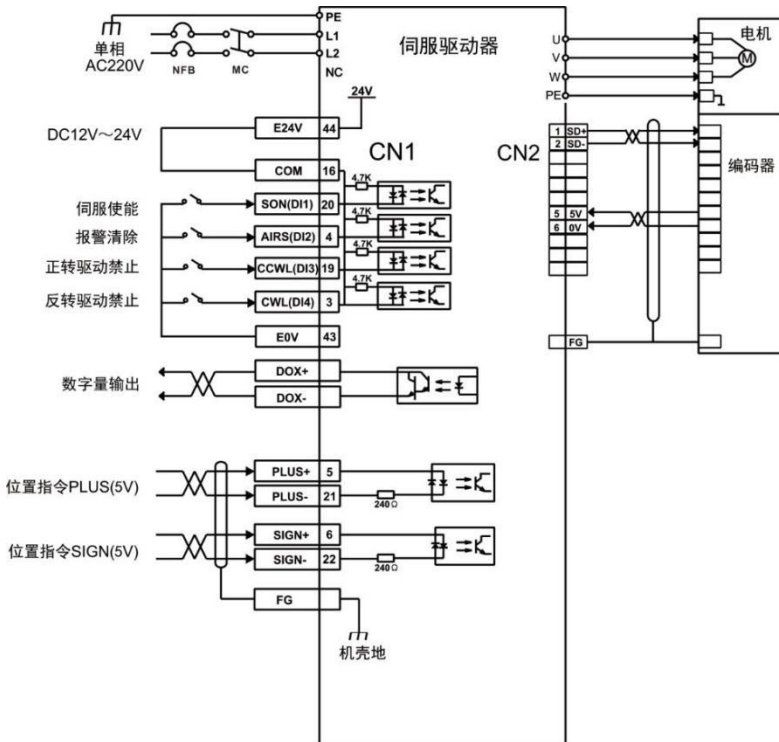 PE
L1
L2
NC
单相
AC220V
NFB
MC
伺服驱动器
U
V
W
PE
电机
M
24V
DC12V～24V
E24V 44
CN1
CN2
COM 16
4.7K
伺服使能
SON(DI1) 20
4.7K
报警清除
AIRS(DI2) 4
4.7K
正转驱动禁止
CCWL(DI3) 19
4.7K
反转驱动禁止
CWL(DI4) 3
E0V 43
1 SD+
2 SD-
编码器
5 5V
6 0V
FG
数字量输出
DOX+
DOX-
位置指令PLUS(5V)
PLUS+ 5
PLUS- 21
240Ω
位置指令SIGN(5V)
SIGN+ 6
SIGN- 22
240Ω
FG
机壳地